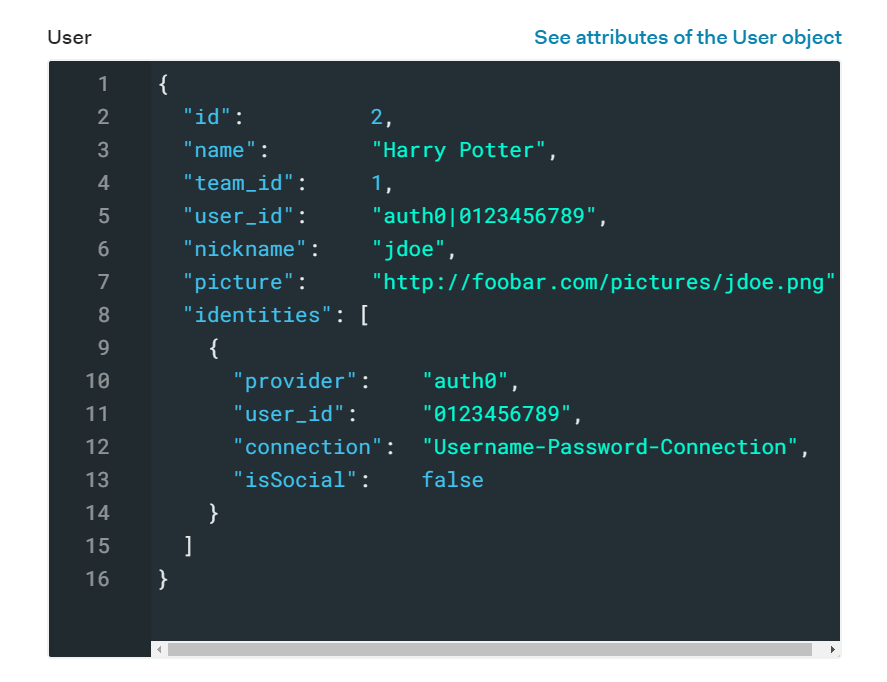 User
See attributes of the User object
1 {
2   "id":          2,
3   "name":        "Harry Potter",
4   "team_id":     1,
5   "user_id":     "auth0|0123456789",
6   "nickname":    "jdoe",
7   "picture":     "http://foobar.com/pictures/jdoe.png"
8   "identities": [
9     {
10       "provider":    "auth0",
11       "user_id":     "0123456789",
12       "connection":  "Username-Password-Connection",
13       "isSocial":    false
14     }
15   ]
16 }